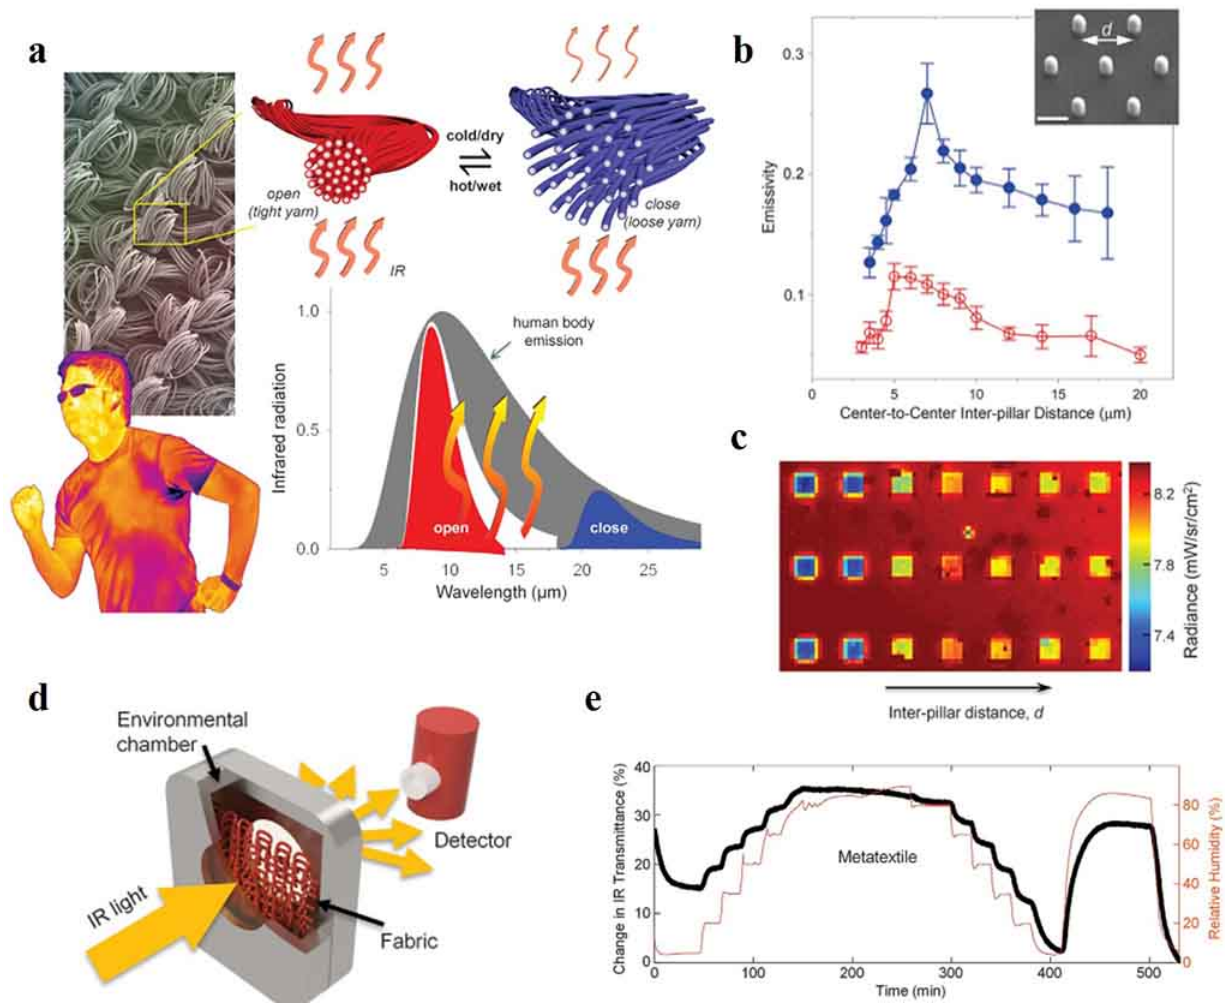 a
cold/dry
hot/wet
open
(tight yarn)
close
(loose yarn)
IR
Infrared radiation
1.0
0.5
0.0
human body
emission
open
close
5
10
15
20
25
Wavelength (μm)
b
d
Emissivity
0.3
0.2
0.1
0
5
10
15
20
Center-to-Center Inter-pillar Distance (μm)
c
8.2
7.8
7.4
Radiance (mW/sr/cm²)
Inter-pillar distance, d
d
Environmental
chamber
Detector
IR light
Fabric
e
Change in IR Transmittance (%)
40
30
20
10
0
Metatextile
80
60
40
20
0
Relative Humidity (%)
0
100
200
300
400
500
Time (min)